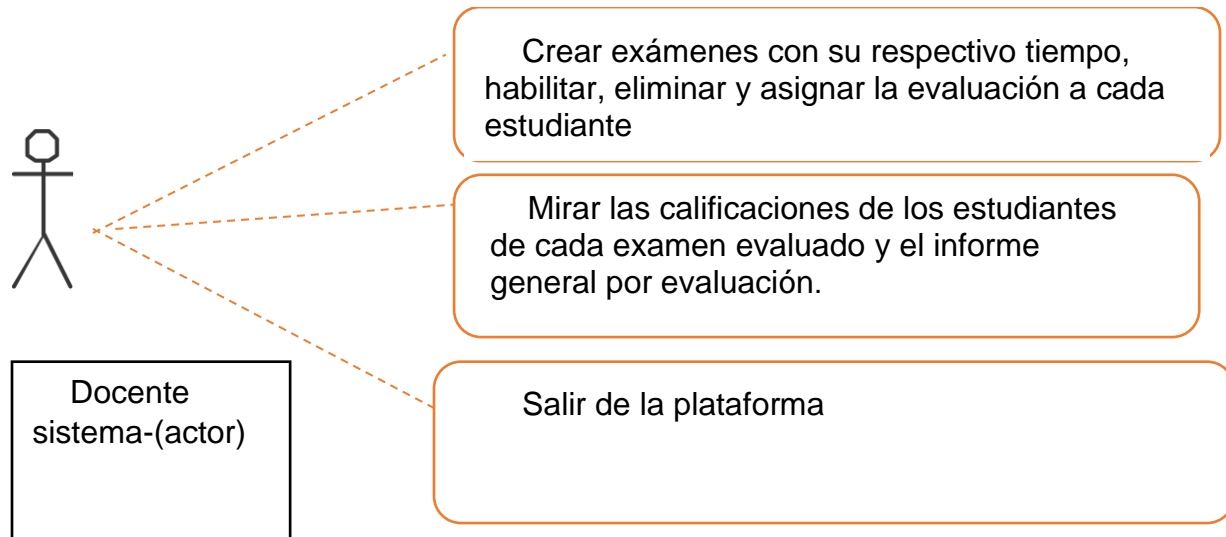 Crear exámenes con su respectivo tiempo,
habilitar, eliminar y asignar la evaluación a cada
estudiante
Mirar las calificaciones de los estudiantes
de cada examen evaluado y el informe
general por evaluación.
Docente
sistema-(actor)
Salir de la plataforma